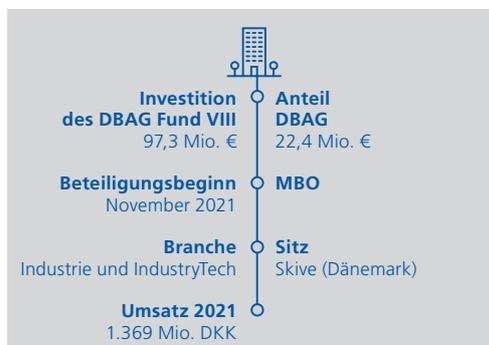 Investition
des DBAG Fund VIII
97,3 Mio. €
Anteil
DBAG
22,4 Mio. €
Beteiligungsbeginn
November 2021
MBO
Branche
Industrie und IndustryTech
Sitz
Skive (Dänemark)
Umsatz 2021
1.369 Mio. DKK